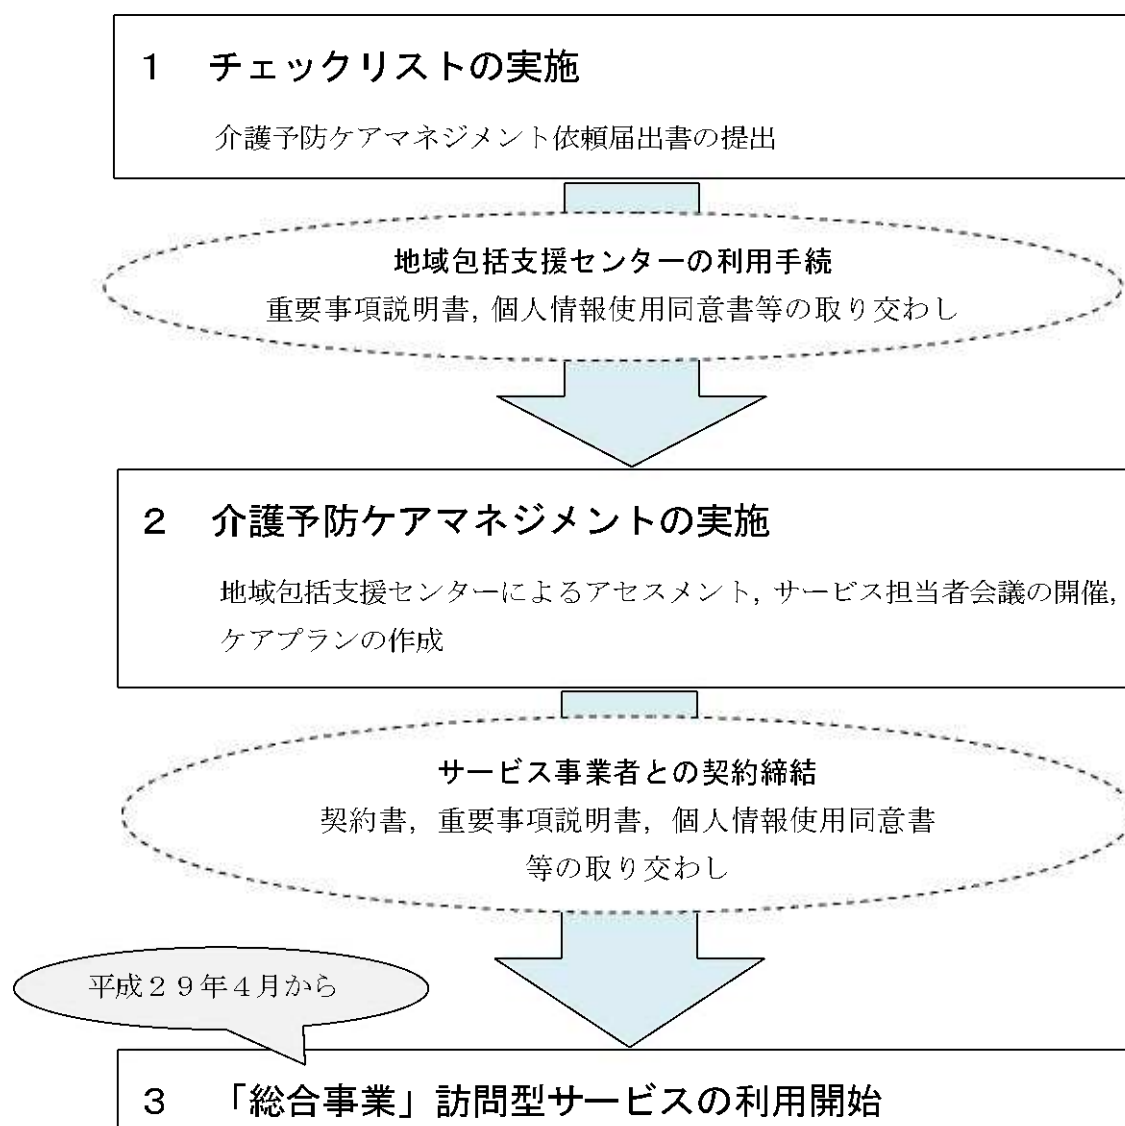 1 チェックリストの実施
介護予防ケアマネジメント依頼届出書の提出
地域包括支援センターの利用手続
重要事項説明書, 個人情報使用同意書等の取り交わし
2 介護予防ケアマネジメントの実施
地域包括支援センターによるアセスメント, サービス担当者会議の開催,
ケアプランの作成
サービス事業者との契約締結
契約書, 重要事項説明書, 個人情報使用同意書
等の取り交わし
平成29年4月から
3 「総合事業」訪問型サービスの利用開始